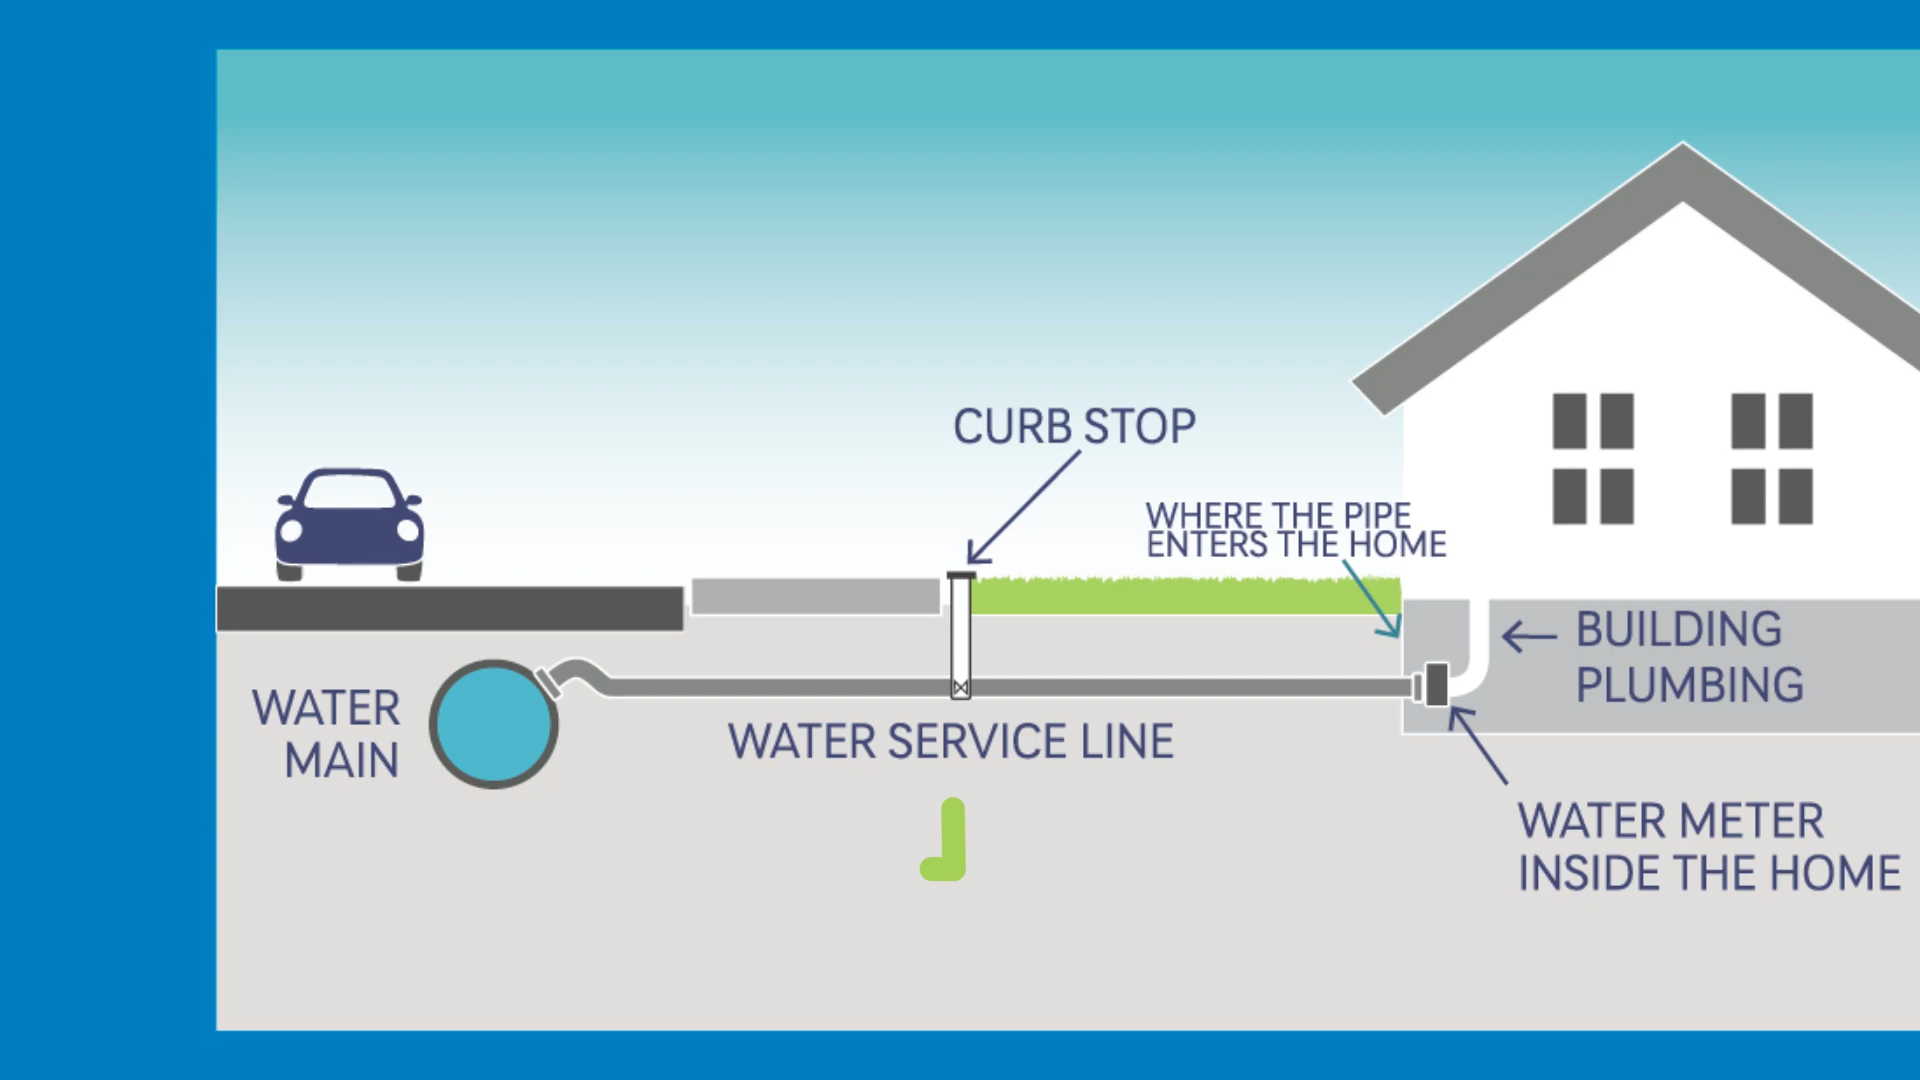 CURB STOP
WHERE THE PIPE
ENTERS THE HOME
BUILDING
PLUMBING
WATER
MAIN
WATER SERVICE LINE
WATER METER
INSIDE THE HOME